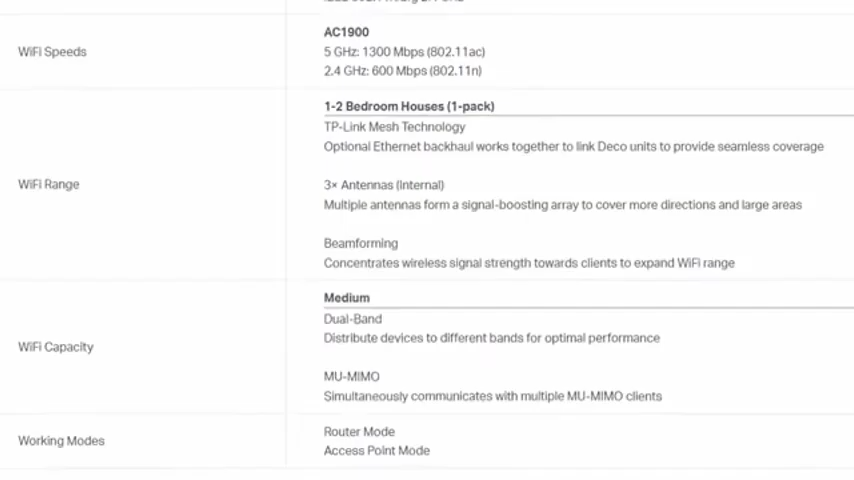 WiFi Speeds
AC1900
5 GHz: 1300 Mbps (802.11ac)
2.4 GHz: 600 Mbps (802.11n)
WiFi Range
1-2 Bedroom Houses (1-pack)
TP-Link Mesh Technology
Optional Ethernet backhaul works together to link Deco units to provide seamless coverage
3× Antennas (Internal)
Multiple antennas form a signal-boosting array to cover more directions and large areas
Beamforming
Concentrates wireless signal strength towards clients to expand WiFi range
WiFi Capacity
Medium
Dual-Band
Distribute devices to different bands for optimal performance
MU-MIMO
Simultaneously communicates with multiple MU-MIMO clients
Working Modes
Router Mode
Access Point Mode